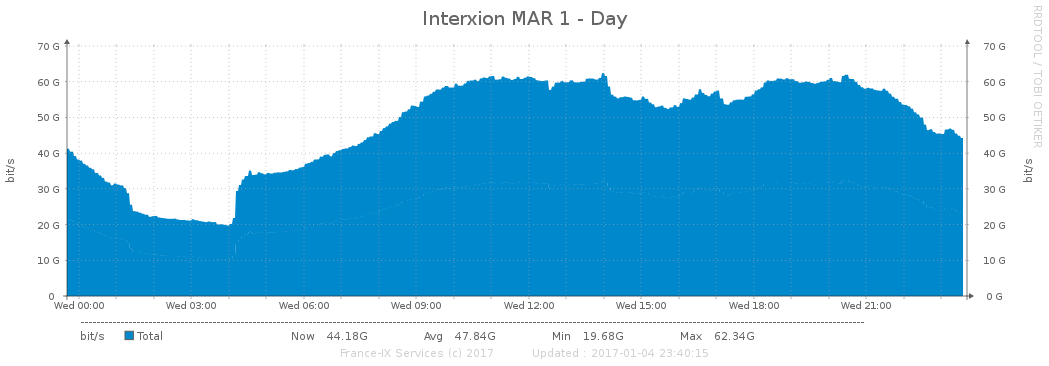 Interxion MAR 1 - Day
RRDTOOL / TOBI OETIKER
bit/s
bit/s
70 G 70 G
60 G 60 G
50 G 50 G
40 G 40 G
30 G 30 G
20 G 20 G
10 G 10 G
0 0 G
Wed 00:00 Wed 03:00 Wed 06:00 Wed 09:00 Wed 12:00 Wed 15:00 Wed 18:00 Wed 21:00
bit/s Total Now 44.18G Avg 47.84G Min 19.68G Max 62.34G
France-IX Services (c) 2017 Updated : 2017-01-04 23:40:15